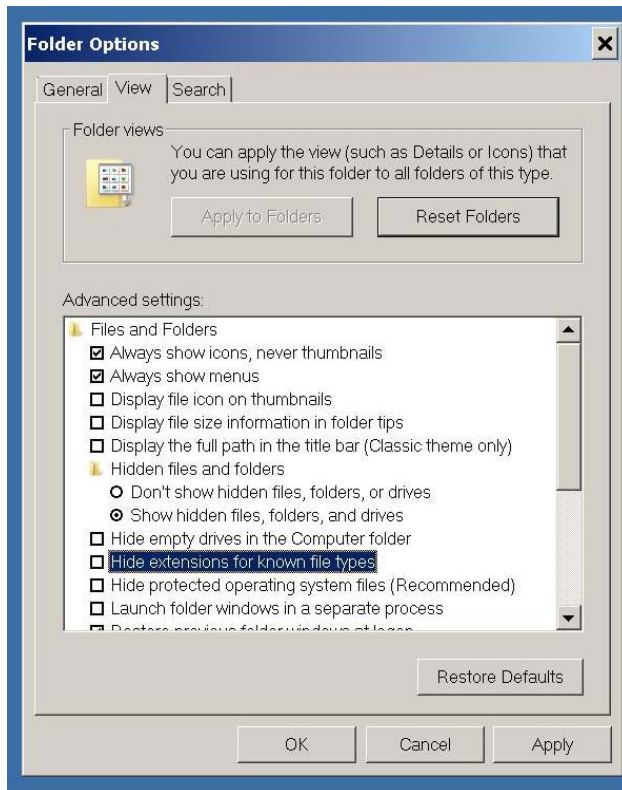 Folder Options
General View Search
Folder views
You can apply the view (such as Details or Icons) that
you are using for this folder to all folders of this type.
Apply to Folders Reset Folders
Advanced settings:
Files and Folders
Always show icons, never thumbnails
Always show menus
Display file icon on thumbnails
Display file size information in folder tips
Display the full path in the title bar (Classic theme only)
Hidden files and folders
Don't show hidden files, folders, or drives
Show hidden files, folders, and drives
Hide empty drives in the Computer folder
Hide extensions for known file types
Hide protected operating system files (Recommended)
Launch folder windows in a separate process
Restore previous folder windows at logon
Restore Defaults
OK Cancel Apply